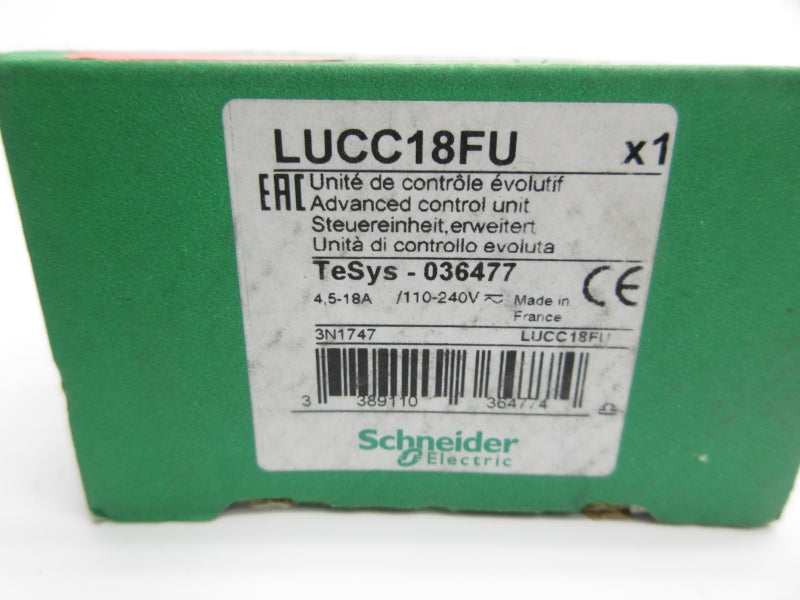 LUCC18FU x1
EAC Unité de contrôle évolutif
Advanced control unit
Steuereinheit,erweitert
Unità di controllo evoluta
TeSys - 036477 CE
4,5-18A /110-240V Made in
France
3N1747 LUCC18FU
3 389110 364774
Schneider
Electric